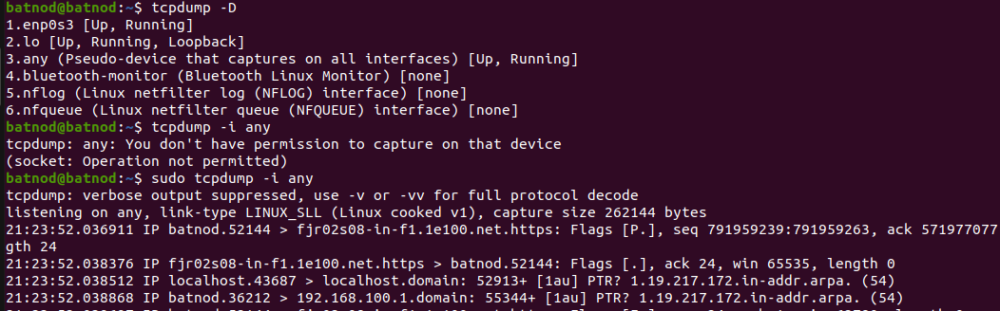 batnod@batnod:~$ tcpdump -D
1.enp0s3 [Up, Running]
2.lo [Up, Running, Loopback]
3.any (Pseudo-device that captures on all interfaces) [Up, Running]
4.bluetooth-monitor (Bluetooth Linux Monitor) [none]
5.nflog (Linux netfilter log (NFLOG) interface) [none]
6.nfqueue (Linux netfilter queue (NFQUEUE) interface) [none]
batnod@batnod:~$ tcpdump -i any
tcpdump: any: You don't have permission to capture on that device
(socket: Operation not permitted)
batnod@batnod:~$ sudo tcpdump -i any
tcpdump: verbose output suppressed, use -v or -vv for full protocol decode
listening on any, link-type LINUX_SLL (Linux cooked v1), capture size 262144 bytes
21:23:52.036911 IP batnod.52144 > fjr02s08-in-f1.1e100.net.https: Flags [P.], seq 791959239:791959263, ack 571977077
gth 24
21:23:52.038376 IP fjr02s08-in-f1.1e100.net.https > batnod.52144: Flags [.], ack 24, win 65535, length 0
21:23:52.038512 IP localhost.43687 > localhost.domain: 52913+ [1au] PTR? 1.19.217.172.in-addr.arpa. (54)
21:23:52.038868 IP batnod.36212 > 192.168.100.1.domain: 55344+ [1au] PTR? 1.19.217.172.in-addr.arpa. (54)